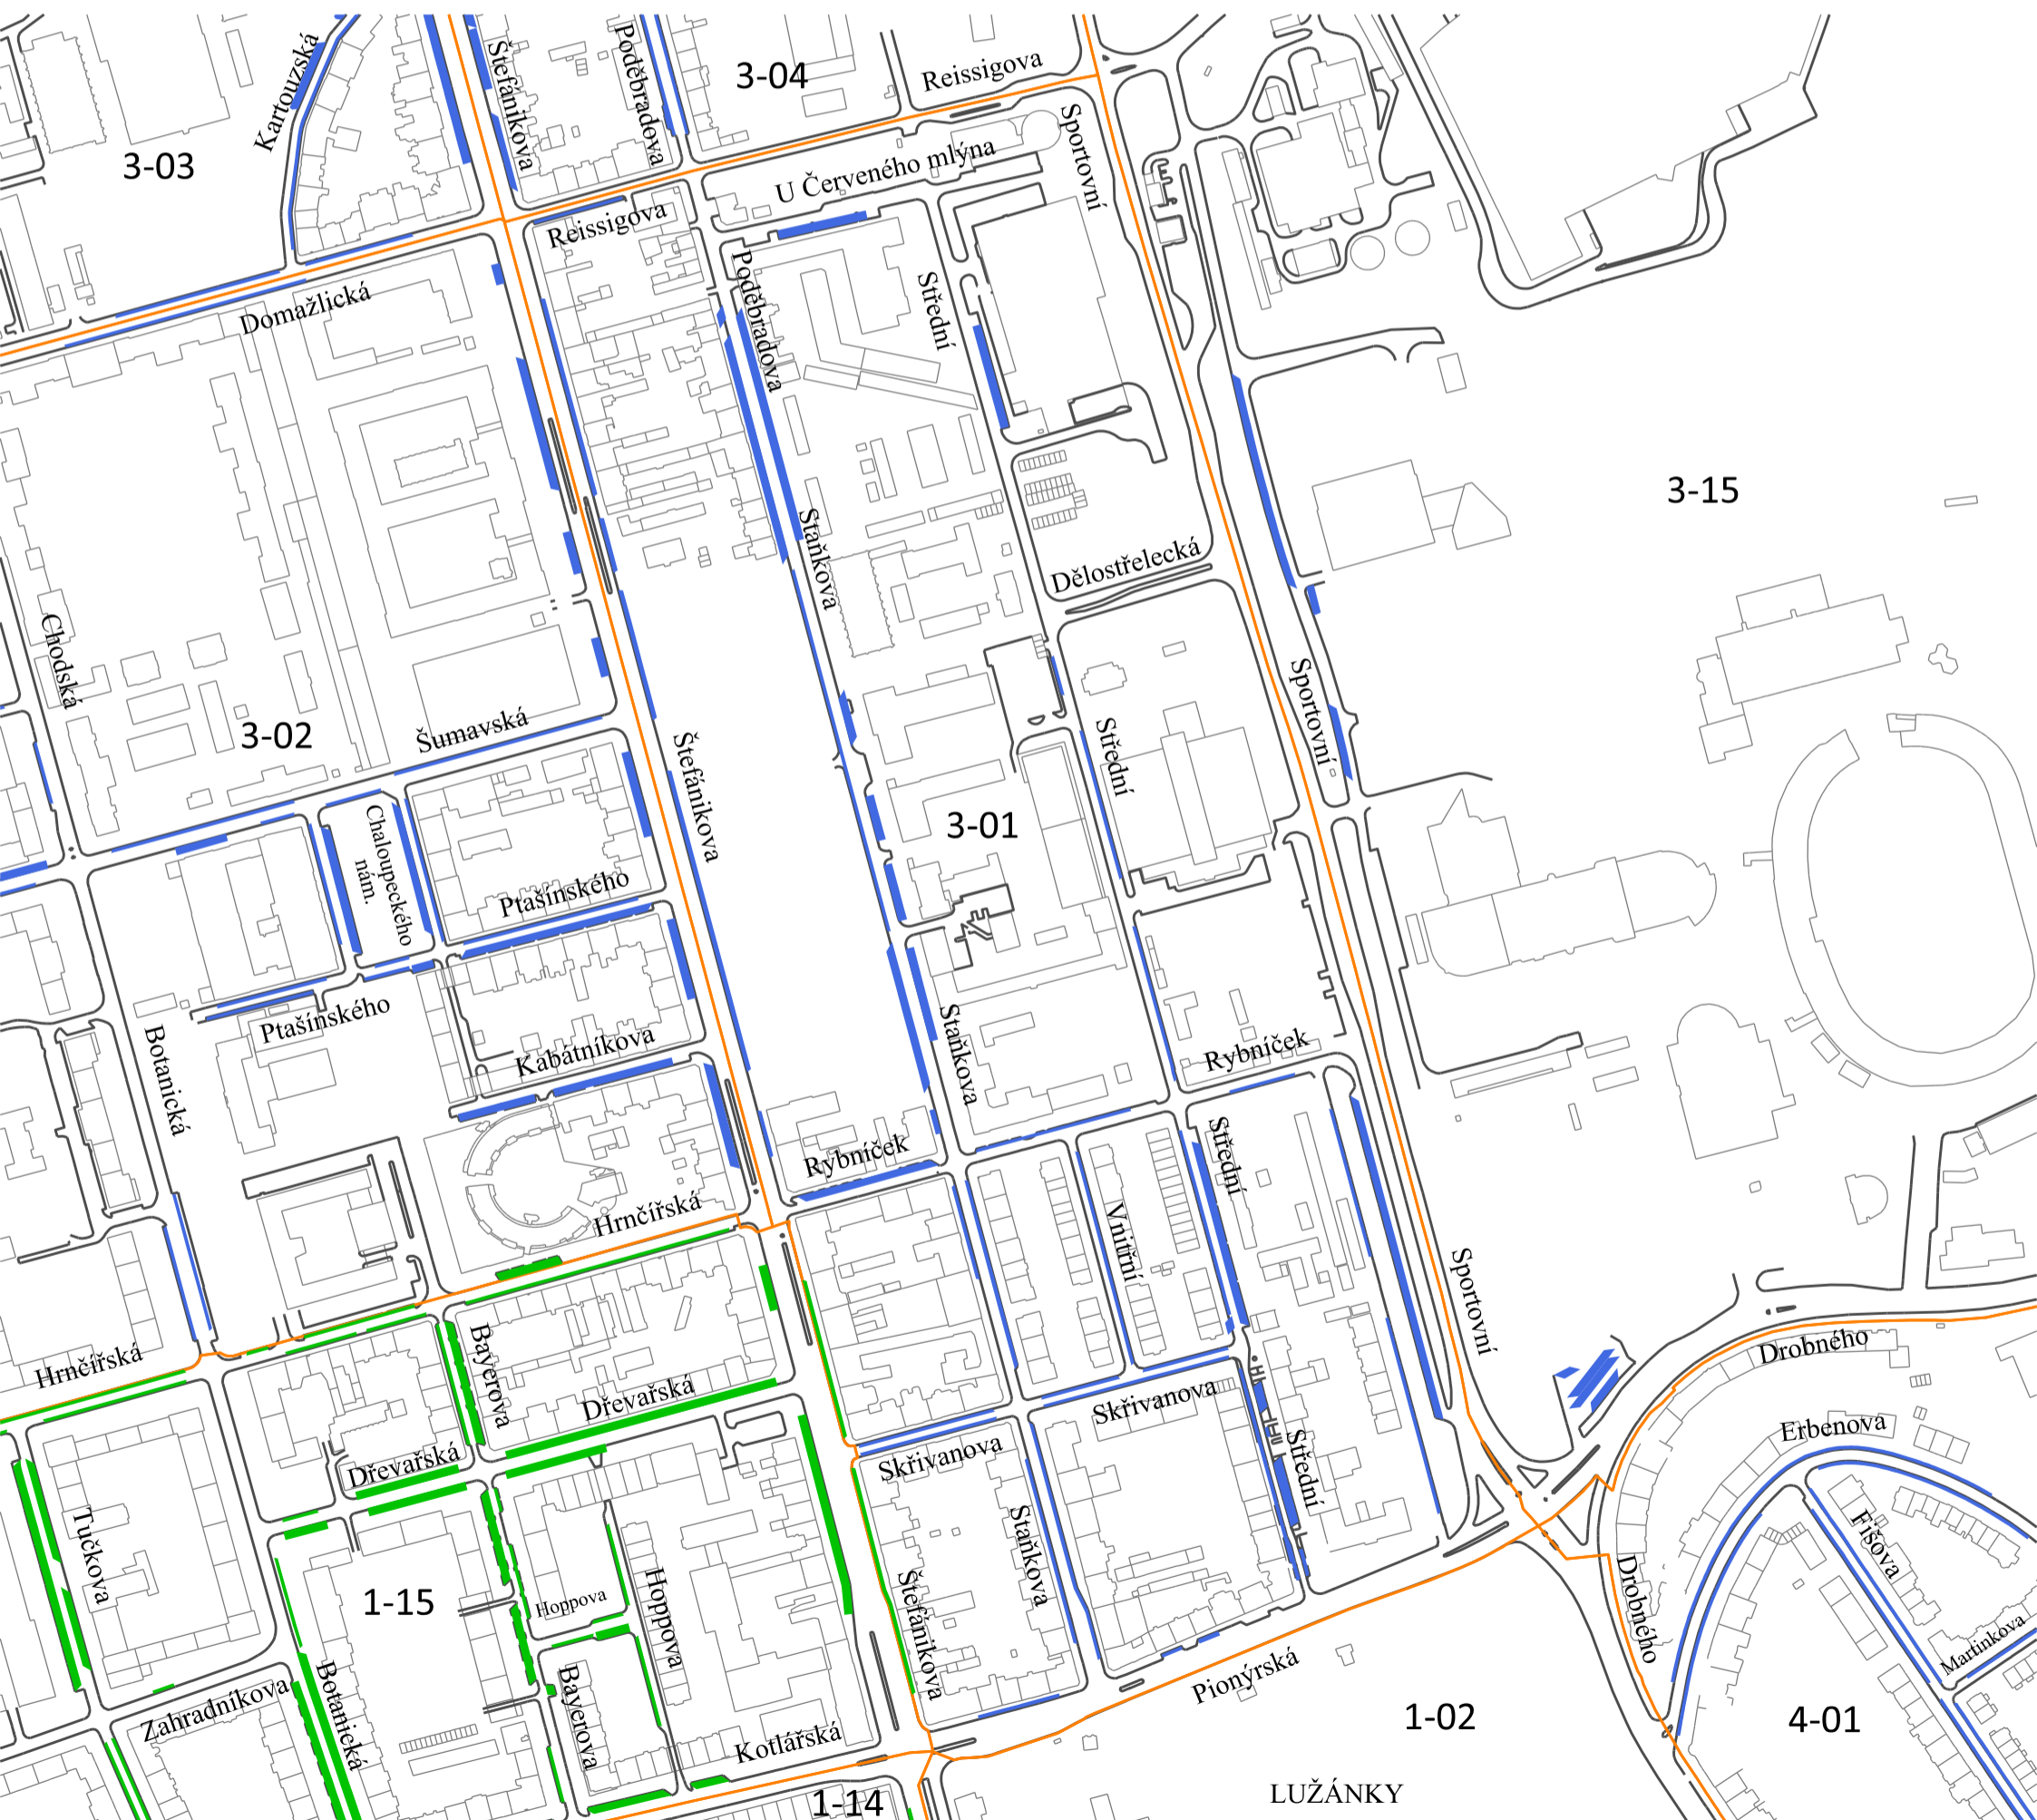 Kartouzská
Štefánikova
Poděbradova
3-04
Reissigova
3-03
Sportovní
U Červeného mlýna
Reissigova
Domažlická
Poděbradova
Střední
3-15
Staňkova
Dělostřelecká
Chodská
3-02
Šumavská
Štefánikova
Střední
Sportovní
Chaloupeckého
nám.
3-01
Ptašínského
Ptašínského
Botanická
Kabátníkova
Staňkova
Rybníček
Rybníček
Střední
Hrnčířská
Vnitřní
Sportovní
Hrnčířská
Bayerova
Dřevařská
Drobného
Skřivanova
Erbenova
Dřevařská
Skřivanova
Střední
Tučkova
Staňkova
Fišova
1-15
Hoppova
Hoppova
Štefánikova
Drobného
Martinkova
Zahradníkova
Botanická
Bayerova
Pionýrská
1-02
4-01
Kotlářská
LUŽÁNKY
1-14